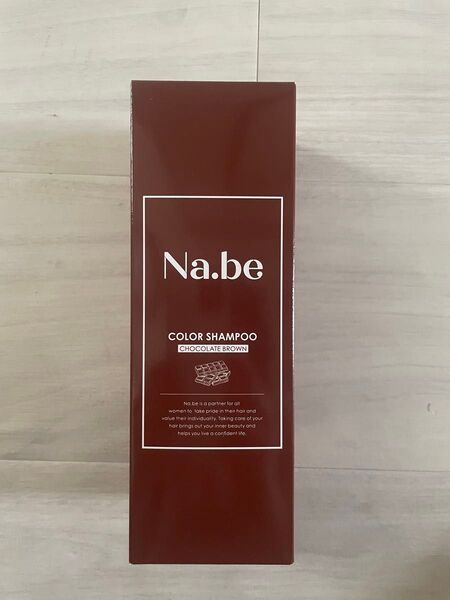 Na.be
COLOR SHAMPOO
CHOCOLATE BROWN
Na.be is a partner for all
women to take pride in their hair and
value their individuality. Taking care of your
hair brings out your inner beauty and
helps you live a confident life.